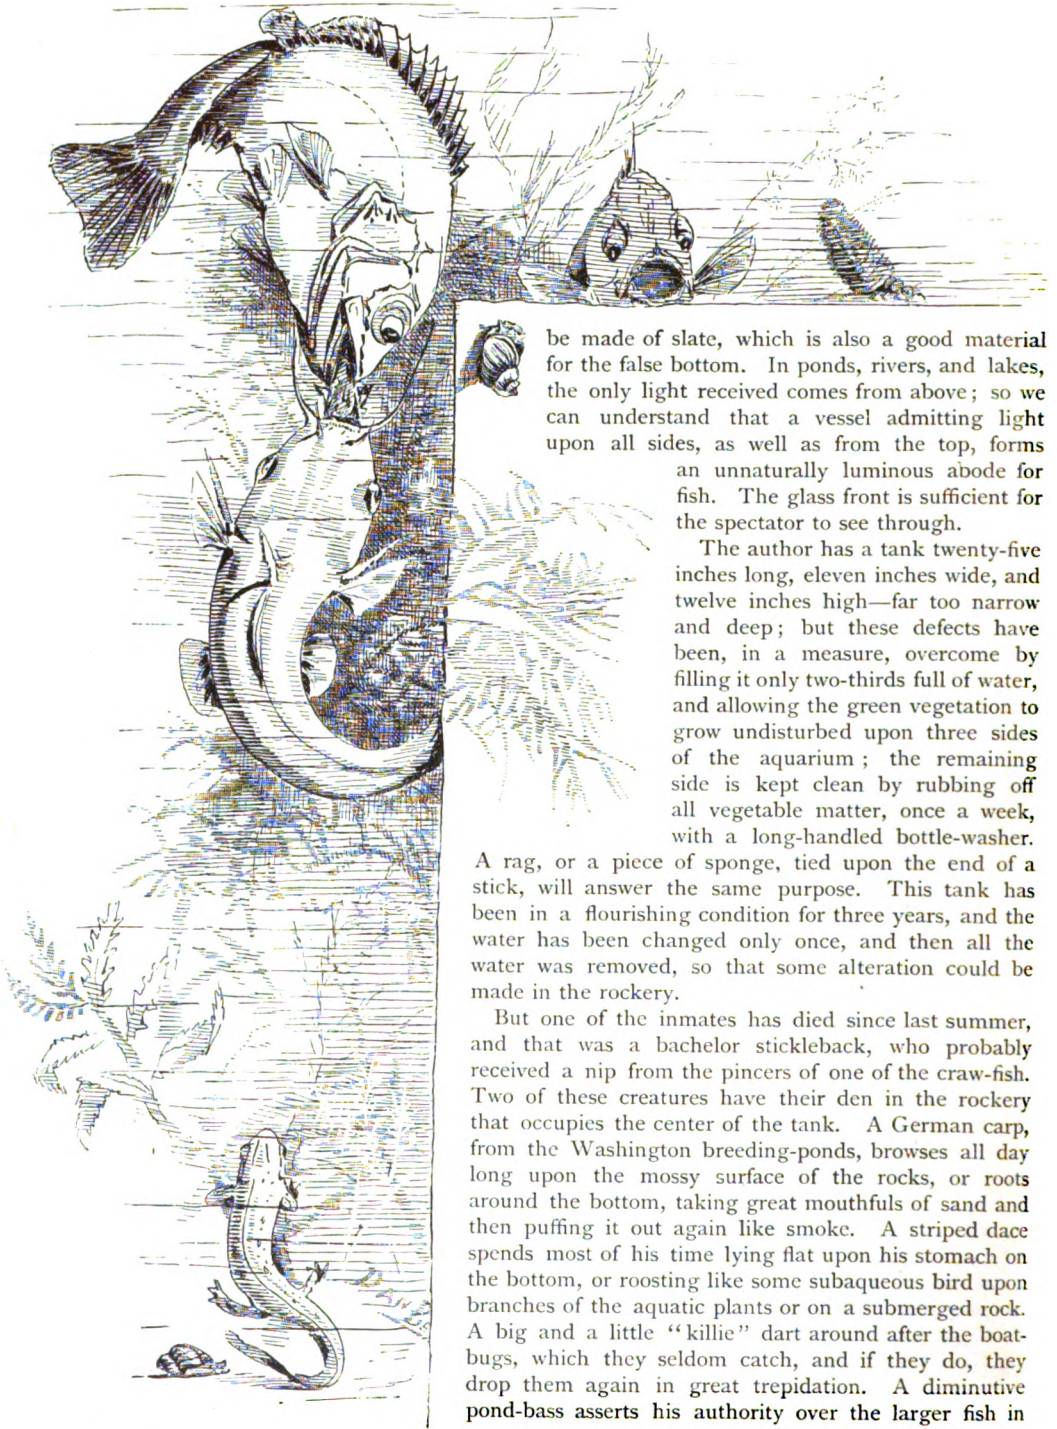 be made of slate, which is also a good material
for the false bottom. In ponds, rivers, and lakes,
the only light received comes from above; so we
can understand that a vessel admitting light
upon all sides, as well as from the top, forms
an unnaturally luminous abode for
fish. The glass front is sufficient for
the spectator to see through.
The author has a tank twenty-five
inches long, eleven inches wide, and
twelve inches high—far too narrow
and deep; but these defects have
been, in a measure, overcome by
filling it only two-thirds full of water,
and allowing the green vegetation to
grow undisturbed upon three sides
of the aquarium; the remaining
side is kept clean by rubbing off
all vegetable matter, once a week,
with a long-handled bottle-washer.
A rag, or a piece of sponge, tied upon the end of a
stick, will answer the same purpose. This tank has
been in a flourishing condition for three years, and the
water has been changed only once, and then all the
water was removed, so that some alteration could be
made in the rockery.
But one of the inmates has died since last summer,
and that was a bachelor stickleback, who probably
received a nip from the pincers of one of the craw-fish.
Two of these creatures have their den in the rockery
that occupies the center of the tank. A German carp,
from the Washington breeding-ponds, browses all day
long upon the mossy surface of the rocks, or roots
around the bottom, taking great mouthfuls of sand and
then puffing it out again like smoke. A striped dace
spends most of his time lying flat upon his stomach on
the bottom, or roosting like some subaqueous bird upon
branches of the aquatic plants or on a submerged rock.
A big and a little "killie" dart around after the boat-
bugs, which they seldom catch, and if they do, they
drop them again in great trepidation. A diminutive
pond-bass asserts his authority over the larger fish in